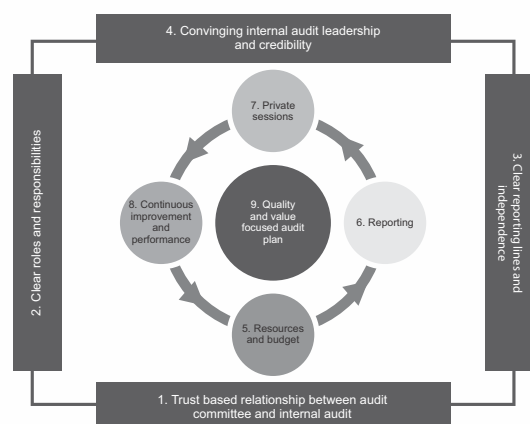 4. Convinging internal audit leadership
and credibility
2. Clear roles and responsibilities
3. Clear reporting lines and
independence
7. Private
sessions
8. Continuous
improvement
and
performance
9. Quality
and value
focused audit
plan
6. Reporting
5. Resources
and budget
1. Trust based relationship between audit
committee and internal audit